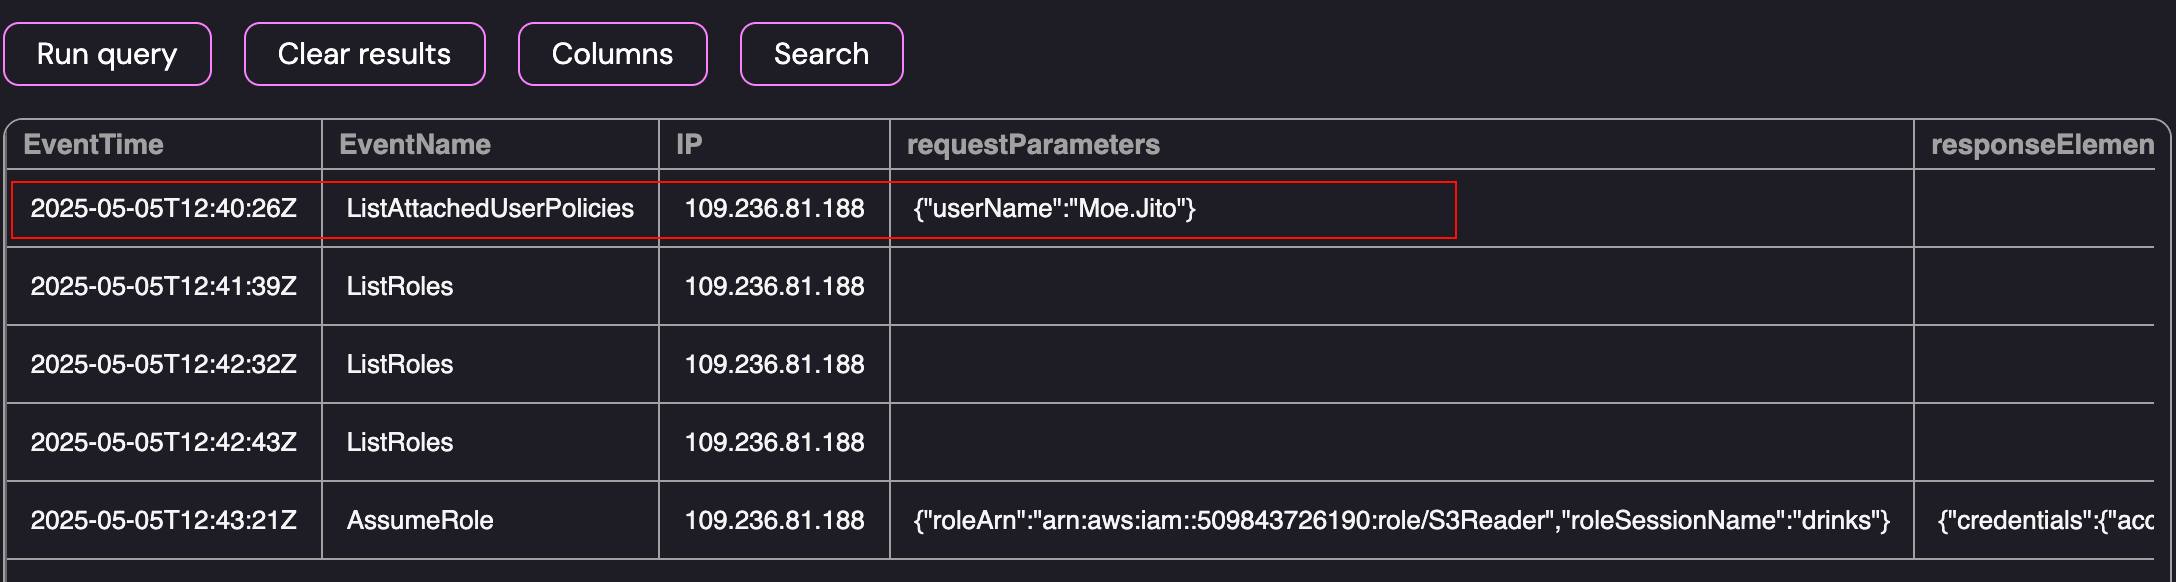 Run query Clear results Columns Search
EventTime EventName IP requestParameters responseElemen
2025-05-05T12:40:26Z ListAttachedUserPolicies 109.236.81.188 {"userName":"Moe.Jito"}
2025-05-05T12:41:39Z ListRoles 109.236.81.188
2025-05-05T12:42:32Z ListRoles 109.236.81.188
2025-05-05T12:42:43Z ListRoles 109.236.81.188
2025-05-05T12:43:21Z AssumeRole 109.236.81.188 {"roleArn":"arn:aws:iam::509843726190:role/S3Reader","roleSessionName":"drinks"} {"credentials":{"acc